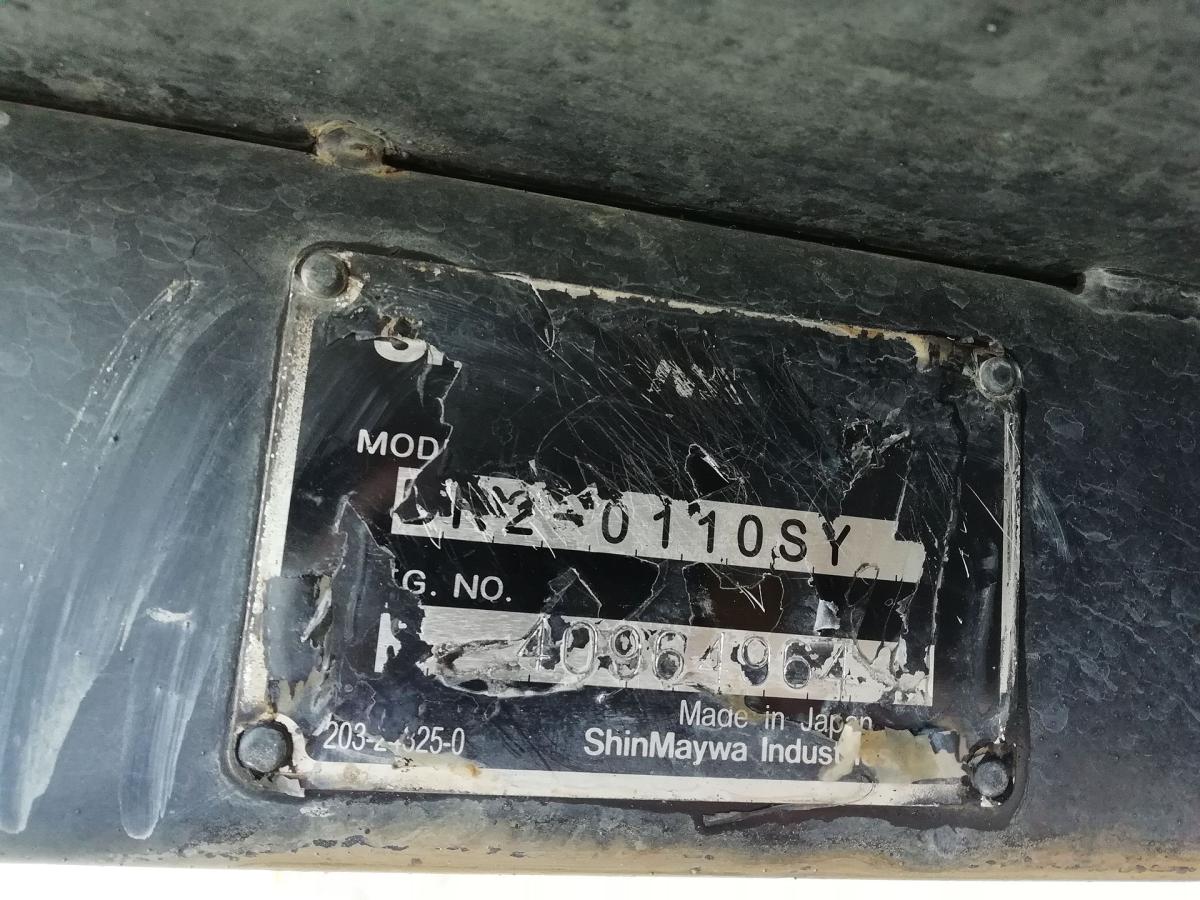 MOD
2-0110SY
G. NO.
40964964
Made in Japan
203-2 325-0
ShinMaywa Indust